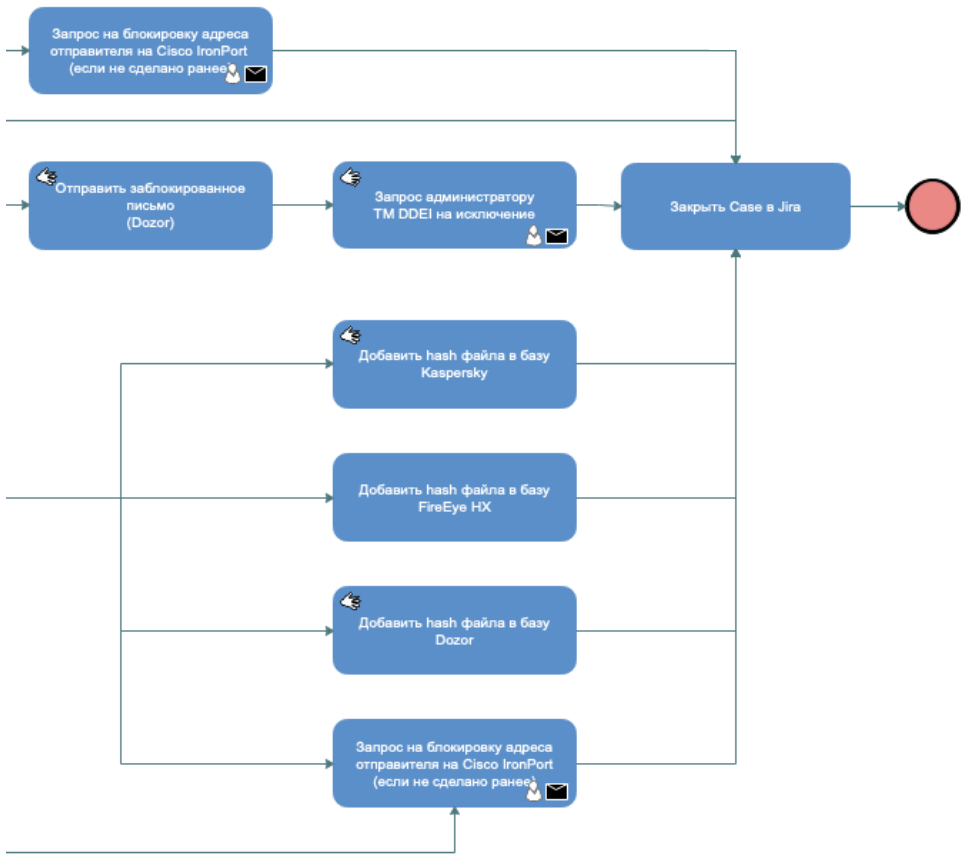 Запрос на блокировку адреса
отправителя на Cisco IronPort
(если не сделано ранее)
Отправить заблокированное
письмо
(Dozor)
Запрос администратору
TM DDEI на исключение
Закрыть Case в Jira
Добавить hash файла в базу
Kaspersky
Добавить hash файла в базу
FireEye HX
Добавить hash файла в базу
Dozor
Запрос на блокировку адреса
отправителя на Cisco IronPort
(если не сделано ранее)